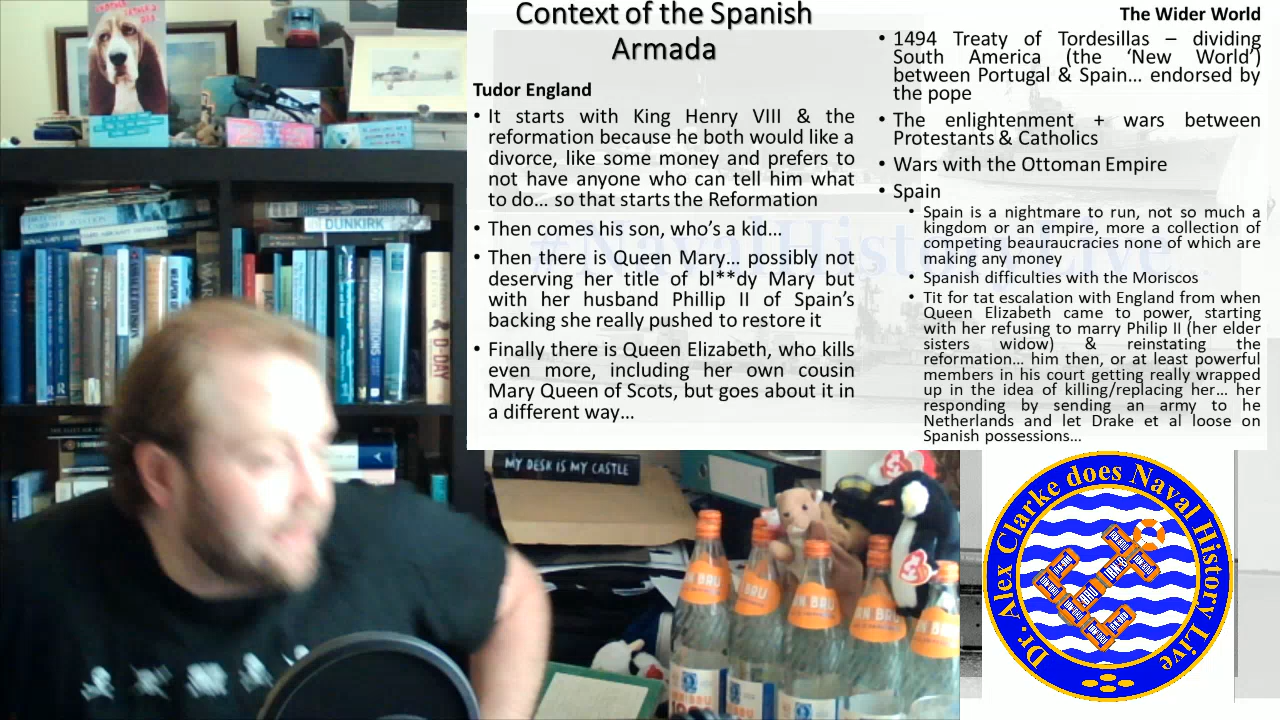 Context of the Spanish
Armada
Tudor England
• It starts with King Henry VIII & the
reformation because he both would like a
divorce, like some money and prefers to
not have anyone who can tell him what
to do… so that starts the Reformation
• Then comes his son, who's a kid…
• Then there is Queen Mary… possibly not
deserving her title of bl**dy Mary but
with her husband Phillip II of Spain's
backing she really pushed to restore it
• Finally there is Queen Elizabeth, who kills
even more, including her own cousin
Mary Queen of Scots, but goes about it in
a different way…
The Wider World
• 1494 Treaty of Tordesillas – dividing
South America (the 'New World')
between Portugal & Spain… endorsed by
the pope
• The enlightenment + wars between
Protestants & Catholics
• Wars with the Ottoman Empire
• Spain
• Spain is a nightmare to run, not so much a
kingdom or an empire, more a collection of
competing beauracracies none of which are
making any money
• Spanish difficulties with the Moriscos
• Tit for tat escalation with England from when
Queen Elizabeth came to power, starting
with her refusing to marry Philip II (her elder
sisters widow) & reinstating the
reformation… him then, or at least powerful
members in his court getting really wrapped
up in the idea of killing/replacing her… her
responding by sending an army to he
Netherlands and let Drake et al loose on
Spanish possessions…
DUNKIRK
D-DAY
MY DESK IS MY CASTLE
BRU
BRU
RN BRU
RN BRU
N BRU
Dr. Alex Clarke does Naval History Live